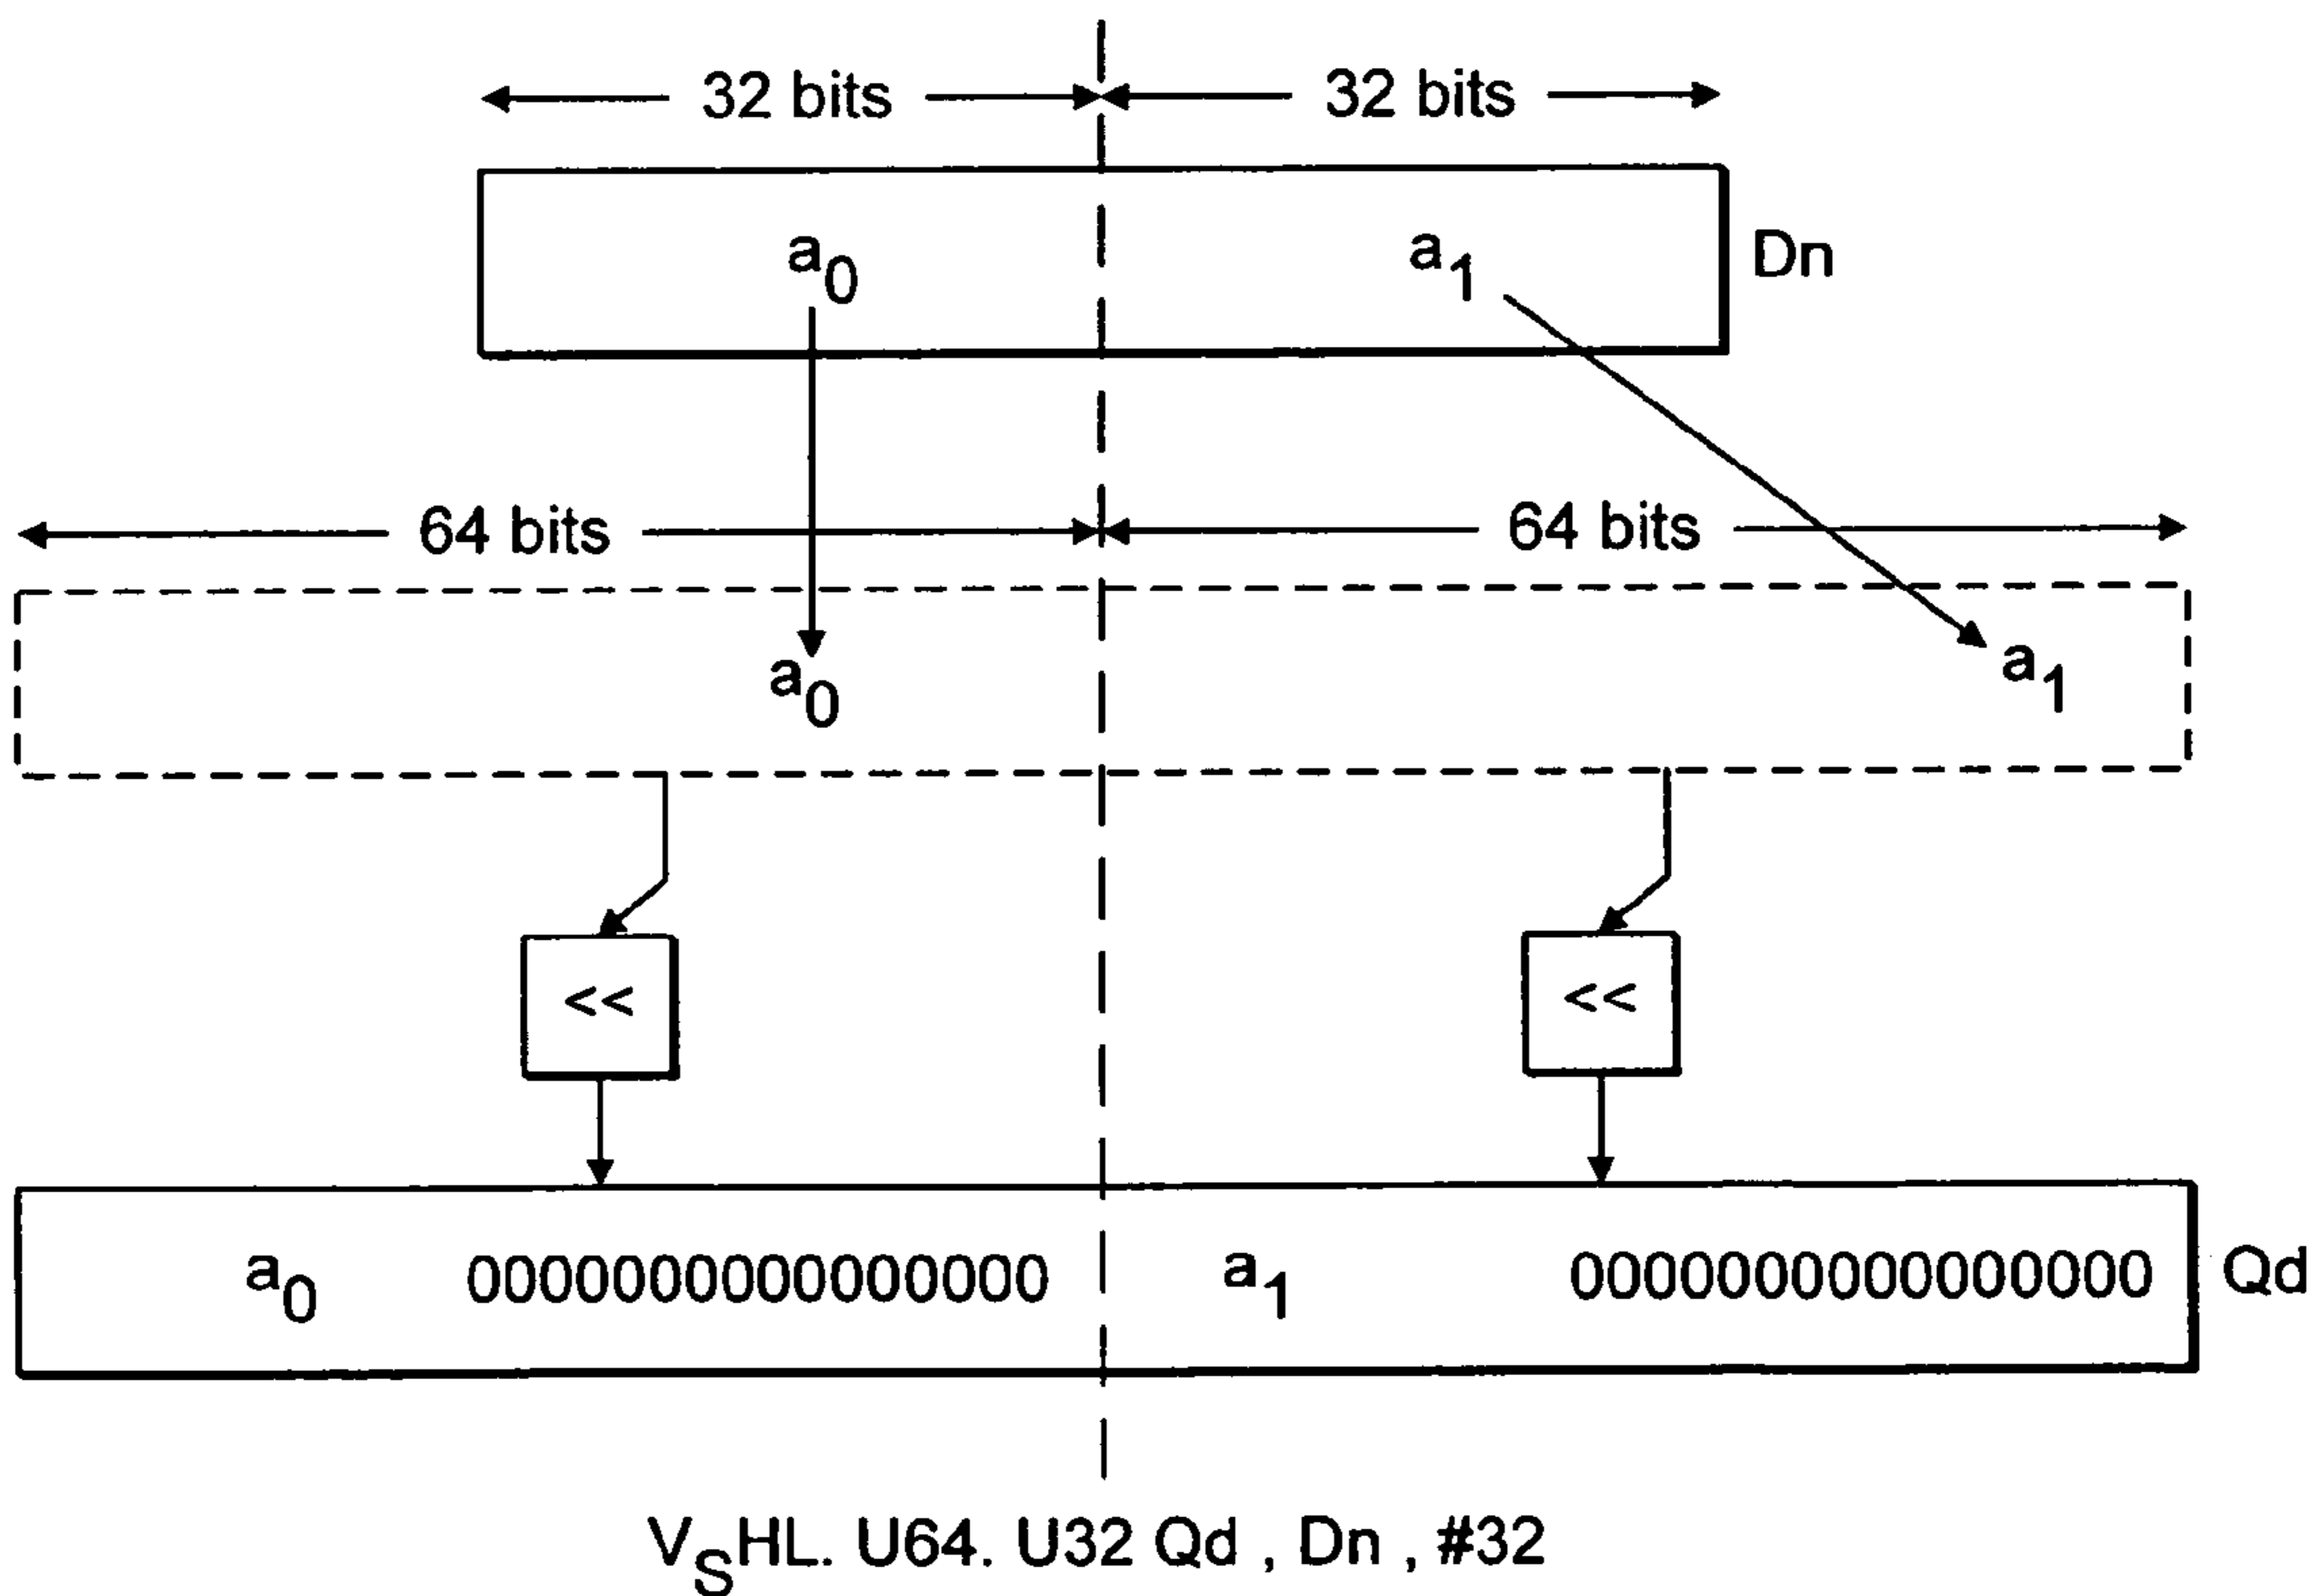 32 bits 32 bits
a0 a1 Dn
64 bits 64 bits
a0 a1
<< <<
a0 0000000000000000 a1 0000000000000000 Qd
VSHL. U64. U32 Qd , Dn , #32